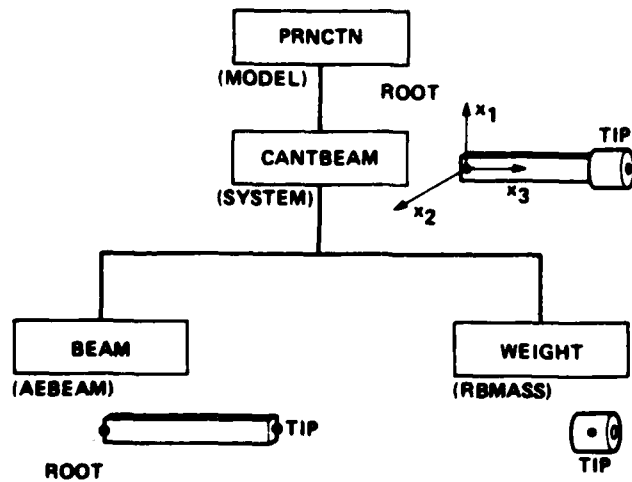 PRNCTN
(MODEL)
ROOT
x1
TIP
CANTBEAM
(SYSTEM)
x3
x2
BEAM
WEIGHT
(AEBEAM)
(RBMASS)
TIP
TIP
ROOT